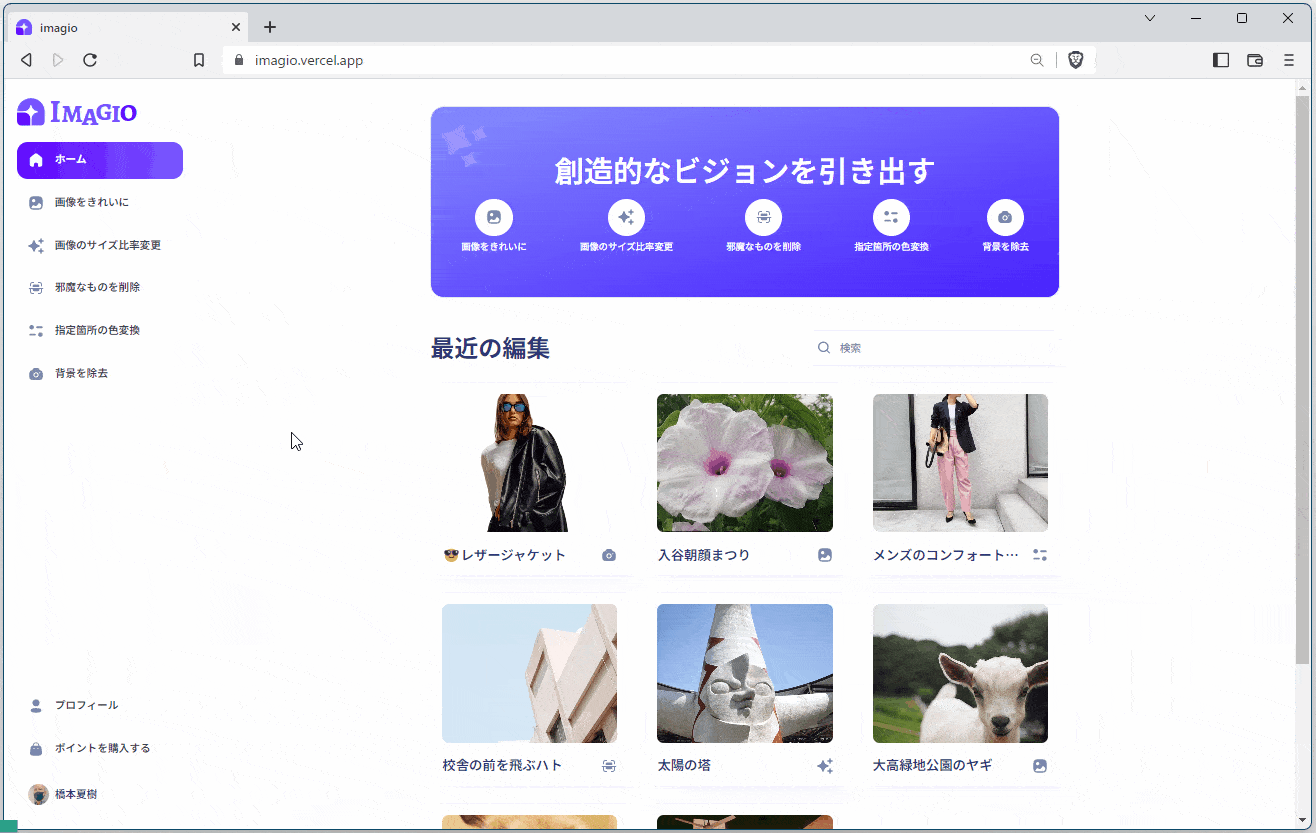 imagio
imagio.vercel.app
IMAGIO
ホーム
画像をきれいに
画像のサイズ比率変更
邪魔なものを削除
指定箇所の色変換
背景を除去
プロフィール
ポイントを購入する
橋本夏樹
創造的なビジョンを引き出す
画像をきれいに
画像のサイズ比率変更
邪魔なものを削除
指定箇所の色変換
背景を除去
最近の編集
検索
😎レザージャケット
入谷朝顔まつり
メンズのコンフォート…
校舎の前を飛ぶハト
太陽の塔
大高緑地公園のヤギ